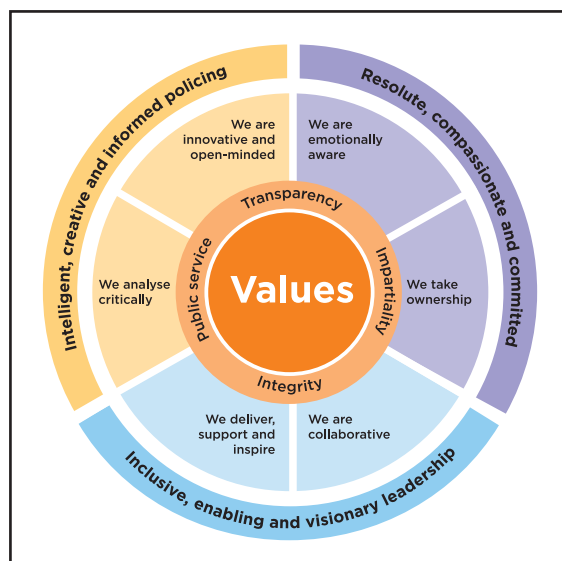 Intelligent, creative and informed policing
Resolute, compassionate and committed
We are
innovative and
open-minded
We are
emotionally
aware
Transparency
Public service
Values
Impartiality
We analyse
critically
We take
ownership
Integrity
We deliver,
support and
inspire
We are
collaborative
Inclusive, enabling and visionary leadership